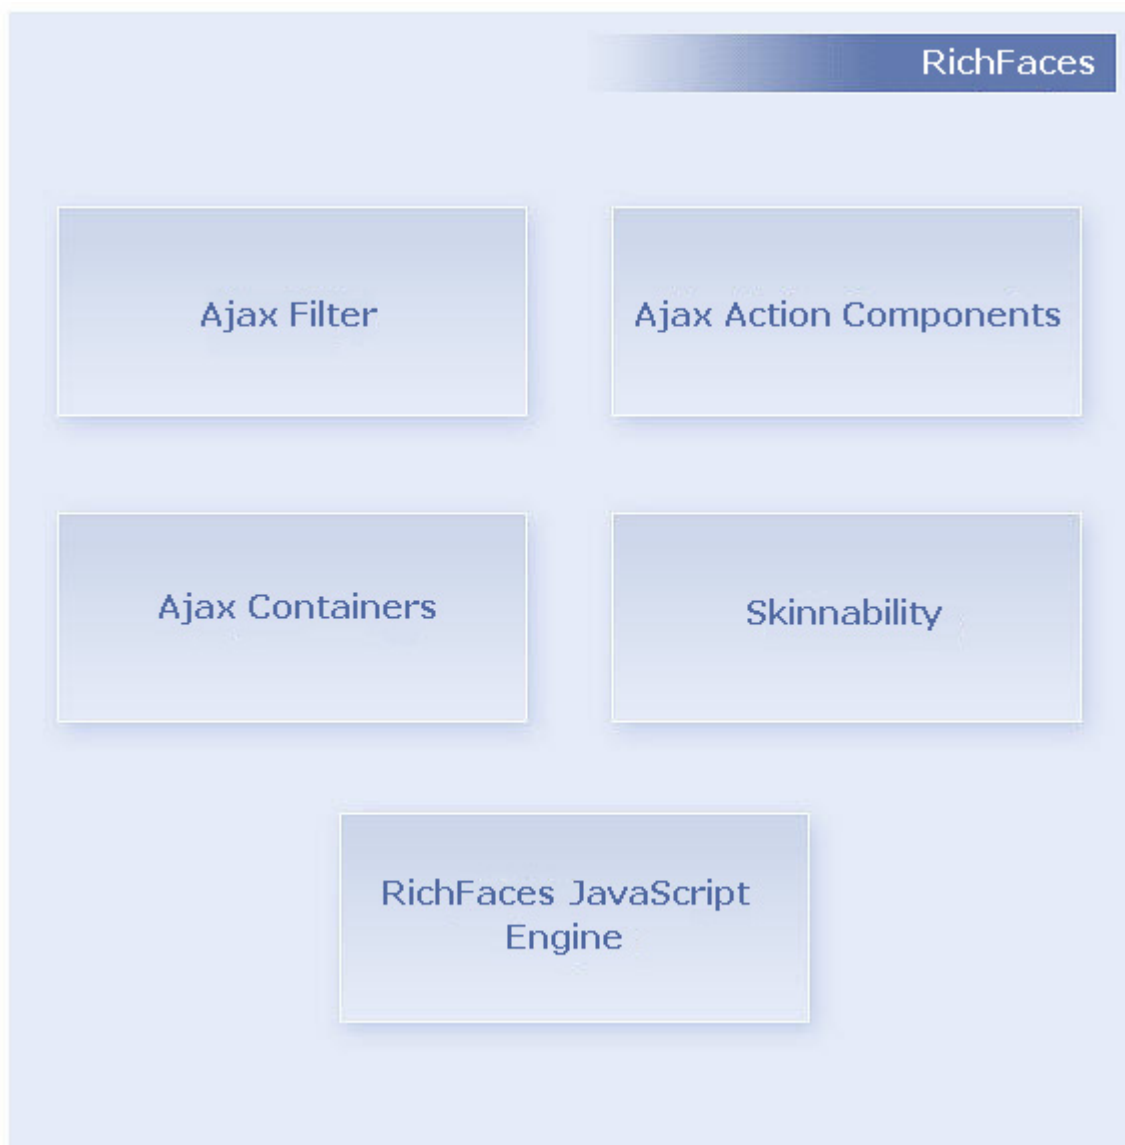 RichFaces
Ajax Filter
Ajax Action Components
Ajax Containers
Skinnability
RichFaces JavaScript
Engine